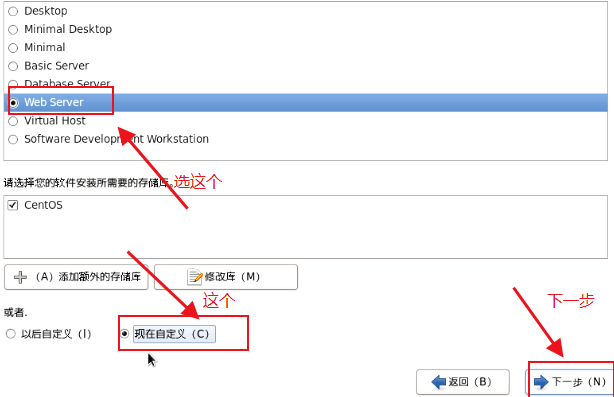 Desktop
Minimal Desktop
Minimal
Basic Server
Database Server
Web Server
Virtual Host
Software Development Workstation
请选择您的软件安装所需要的存储库。选这个
CentOS
（A）添加额外的存储库 修改库（M）
这个 下一步
或者.
以后自定义（l） 现在自定义（C）
返回（B） 下一步（N）